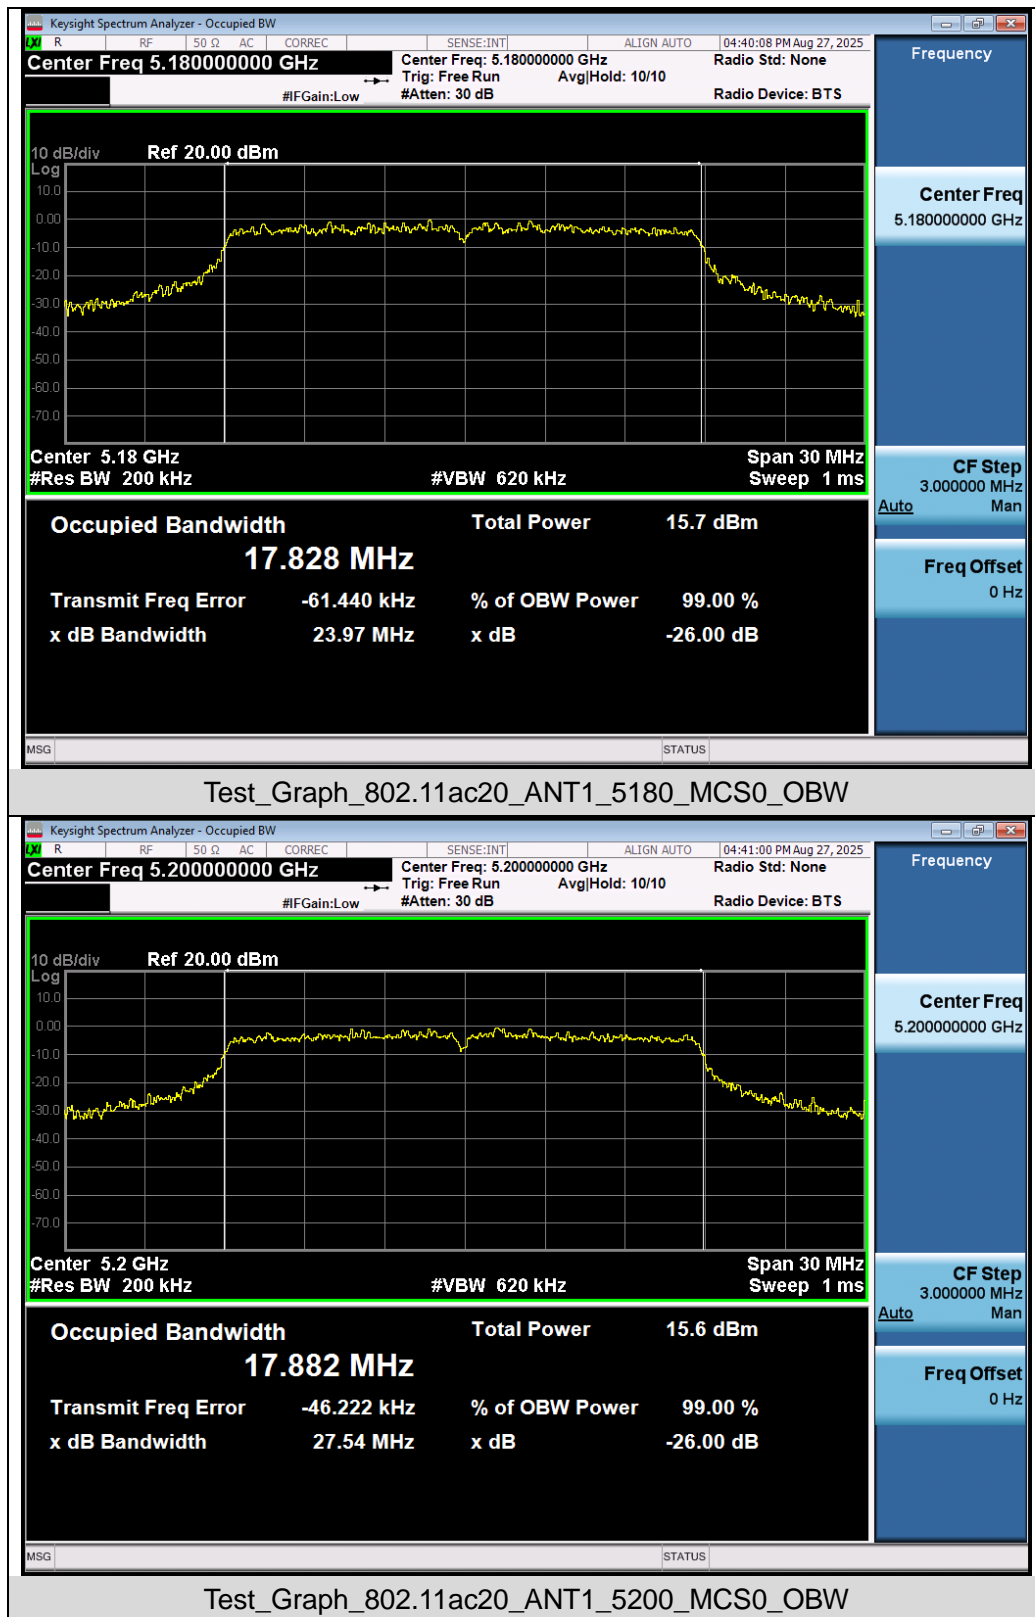 Keysight Spectrum Analyzer - Occupied BW
LXI R RF 50 Ω AC CORREC SENSE:INT ALIGN AUTO 04:40:08 PM Aug 27, 2025
Center Freq 5.180000000 GHz
Center Freq: 5.180000000 GHz Radio Std: None
Trig: Free Run Avg|Hold: 10/10
#IFGain:Low #Atten: 30 dB Radio Device: BTS
Frequency
10 dB/div Ref 20.00 dBm
Log
10.0
0.00
-10.0
-20.0
-30.0
-40.0
-50.0
-60.0
-70.0
Center Freq
5.180000000 GHz
Center 5.18 GHz Span 30 MHz
#Res BW 200 kHz #VBW 620 kHz Sweep 1 ms
CF Step
3.000000 MHz
Auto Man
Occupied Bandwidth Total Power 15.7 dBm
17.828 MHz
Freq Offset
0 Hz
Transmit Freq Error -61.440 kHz % of OBW Power 99.00 %
x dB Bandwidth 23.97 MHz x dB -26.00 dB
MSG STATUS
Test_Graph_802.11ac20_ANT1_5180_MCS0_OBW
Keysight Spectrum Analyzer - Occupied BW
LXI R RF 50 Ω AC CORREC SENSE:INT ALIGN AUTO 04:41:00 PM Aug 27, 2025
Center Freq 5.200000000 GHz
Center Freq: 5.200000000 GHz Radio Std: None
Trig: Free Run Avg|Hold: 10/10
#IFGain:Low #Atten: 30 dB Radio Device: BTS
Frequency
10 dB/div Ref 20.00 dBm
Log
10.0
0.00
-10.0
-20.0
-30.0
-40.0
-50.0
-60.0
-70.0
Center Freq
5.200000000 GHz
Center 5.2 GHz Span 30 MHz
#Res BW 200 kHz #VBW 620 kHz Sweep 1 ms
CF Step
3.000000 MHz
Auto Man
Occupied Bandwidth Total Power 15.6 dBm
17.882 MHz
Freq Offset
0 Hz
Transmit Freq Error -46.222 kHz % of OBW Power 99.00 %
x dB Bandwidth 27.54 MHz x dB -26.00 dB
MSG STATUS
Test_Graph_802.11ac20_ANT1_5200_MCS0_OBW